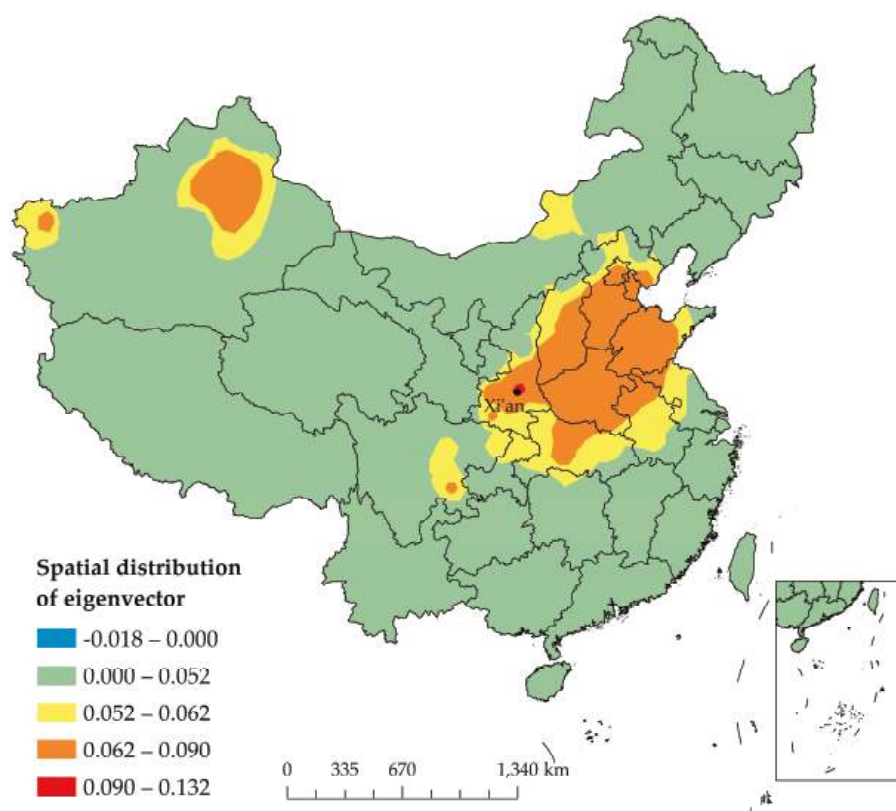 Xi'an
Spatial distribution
of eigenvector
-0.018 – 0.000
0.000 – 0.052
0.052 – 0.062
0.062 – 0.090
0.090 – 0.132
0 335 670 1,340 km